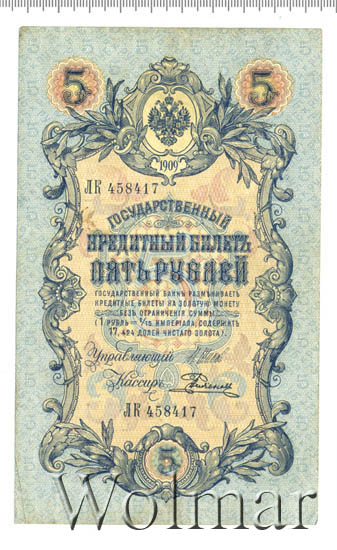 5 5
1909
ЛК 458417
ГОСУДАРСТВЕННЫЙ
КРЕДИТНЫЙ БИЛЕТЪ
ПЯТЬ РУБЛЕЙ
ГОСУДАРСТВЕННЫЙ БАНКЪ РАЗМѢНИВАЕТЪ
КРЕДИТНЫЕ БИЛЕТЫ НА ЗОЛОТУЮ МОНЕТУ
БЕЗЪ ОГРАНИЧЕНІЯ СУММЫ
(1 РУБЛЬ = 1/15 ИМПЕРІАЛА, СОДЕРЖИТЪ
17,424 ДОЛЕЙ ЧИСТАГО ЗОЛОТА).
Управляющій
Кассиръ
ЛК 458417
5
Wolmar